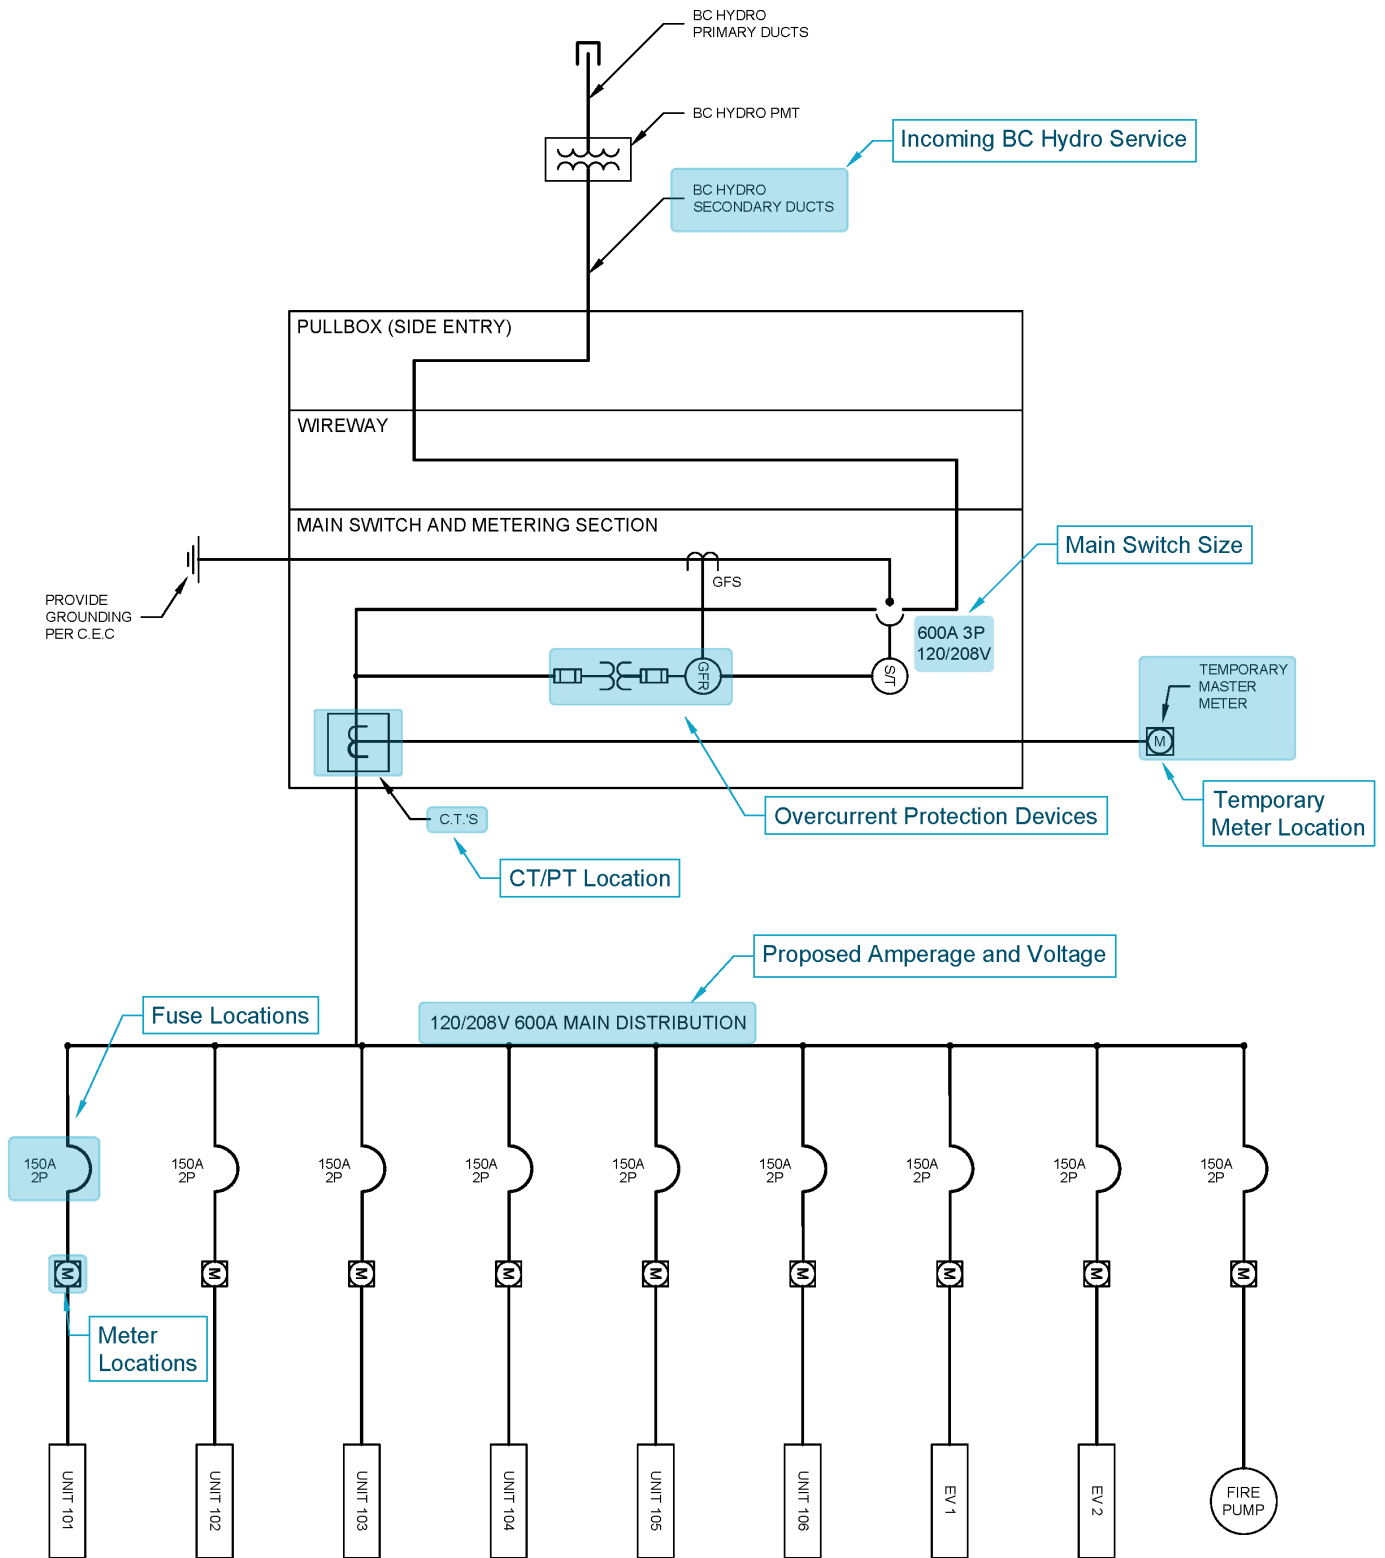 BC HYDRO
PRIMARY DUCTS
BC HYDRO PMT
Incoming BC Hydro Service
BC HYDRO
SECONDARY DUCTS
PULLBOX (SIDE ENTRY)
WIREWAY
MAIN SWITCH AND METERING SECTION
Main Switch Size
GFS
PROVIDE
GROUNDING
PER C.E.C
600A 3P
120/208V
GFR
S/T
TEMPORARY
MASTER
METER
M
C.T.'S
Overcurrent Protection Devices
Temporary
Meter Location
CT/PT Location
Proposed Amperage and Voltage
Fuse Locations
120/208V 600A MAIN DISTRIBUTION
150A
2P
150A
2P
150A
2P
150A
2P
150A
2P
150A
2P
150A
2P
150A
2P
150A
2P
M
M
M
M
M
M
M
M
M
Meter
Locations
UNIT 101
UNIT 102
UNIT 103
UNIT 104
UNIT 105
UNIT 106
EV 1
EV 2
FIRE
PUMP